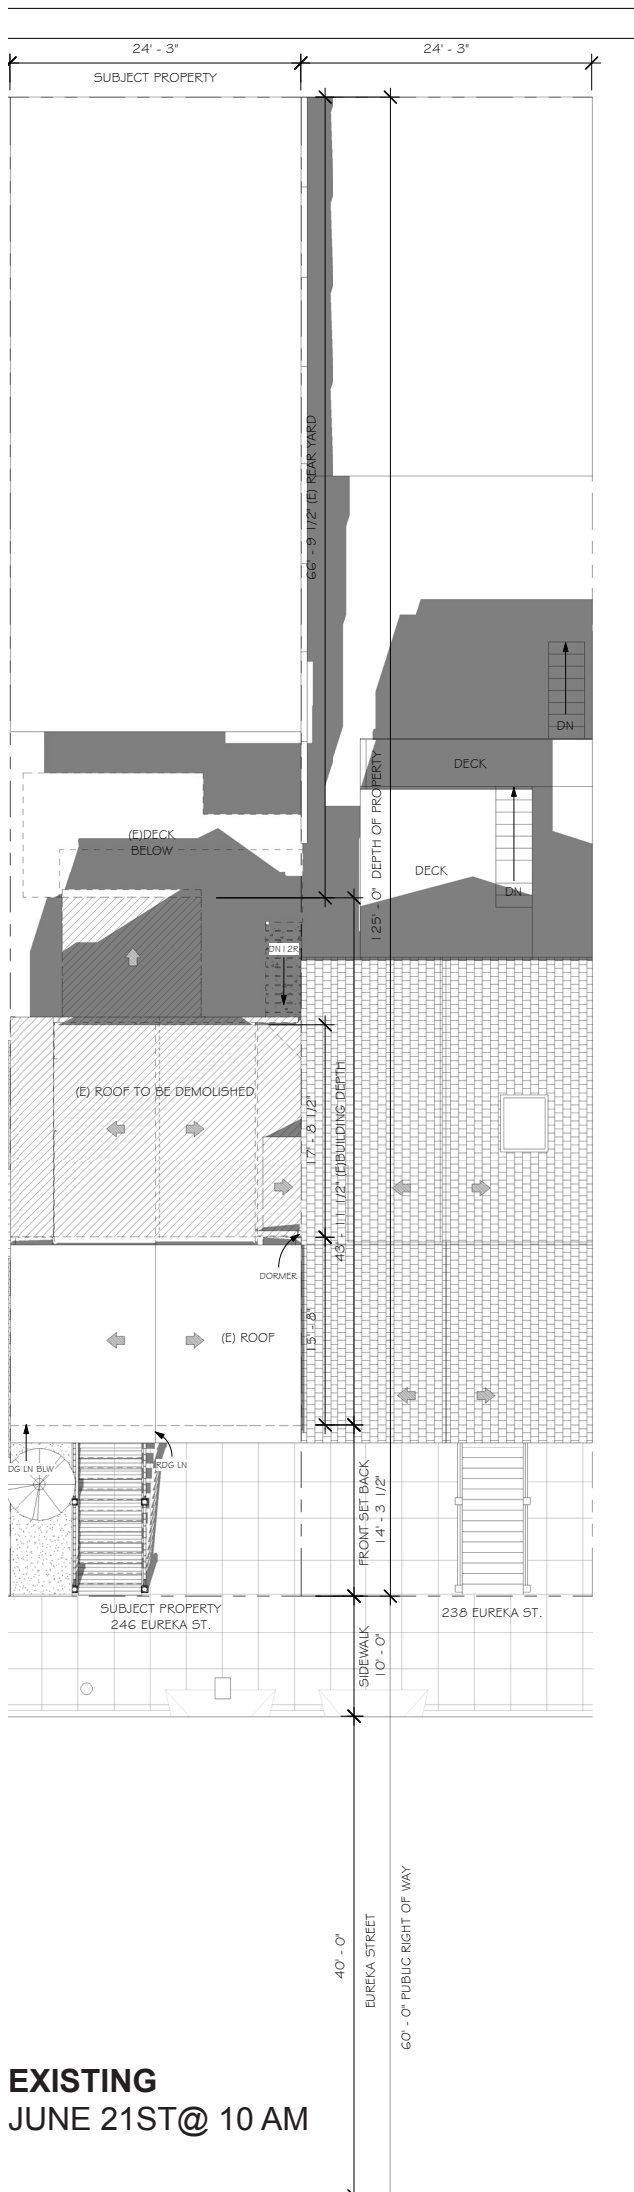 24' - 3"
24' - 3"
SUBJECT PROPERTY
66' - 9 1/2" (E) REAR YARD
DN
DECK
125' - 0" DEPTH OF PROPERTY
(E)DECK
BELOW
DECK
DN
DN12R
(E) ROOF TO BE DEMOLISHED
17' - 8 1/2"
43' - 11 1/2" (E)BUILDING DEPTH
DORMER
15' - 8"
(E) ROOF
DG LN BLW
RDG LN
FRONT SET BACK
14' - 3 1/2"
SUBJECT PROPERTY
246 EUREKA ST.
238 EUREKA ST.
SIDEWALK
10' - 0"
40' - 0"
EUREKA STREET
60' - 0" PUBLIC RIGHT OF WAY
EXISTING
JUNE 21ST@ 10 AM